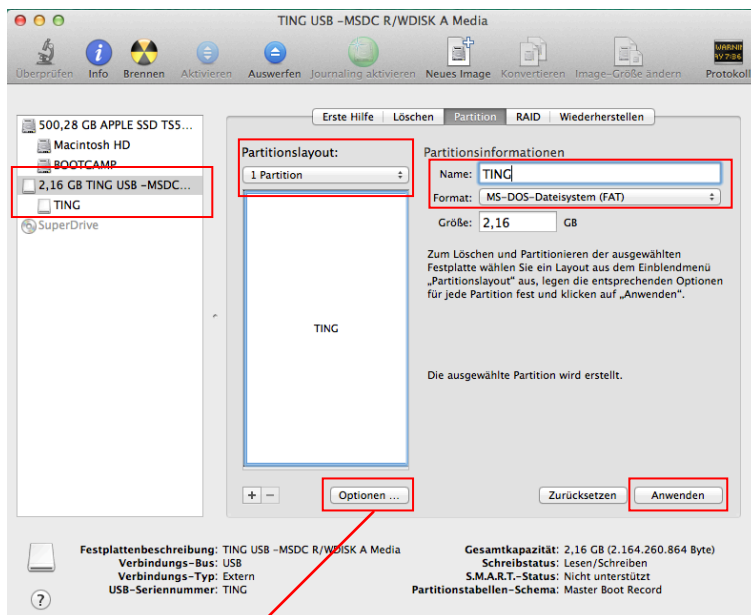 TING USB –MSDC R/WDISK A Media
Überprüfen Info Brennen Aktivieren Auswerfen Journaling aktivieren Neues Image Konvertieren Image-Größe ändern Protokoll
Erste Hilfe Löschen Partition RAID Wiederherstellen
500,28 GB APPLE SSD TS5...
Macintosh HD
BOOTCAMP
2,16 GB TING USB –MSDC...
TING
SuperDrive
Partitionslayout:
1 Partition
TING
+ −
Optionen ...
Partitionsinformationen
Name: TING
Format: MS-DOS-Dateisystem (FAT)
Größe: 2,16 GB
Zum Löschen und Partitionieren der ausgewählten
Festplatte wählen Sie ein Layout aus dem Einblendmenü
„Partitionslayout“ aus, legen die entsprechenden Optionen
für jede Partition fest und klicken auf „Anwenden“.
Die ausgewählte Partition wird erstellt.
Zurücksetzen Anwenden
Festplattenbeschreibung: TING USB –MSDC R/WDISK A Media
Verbindungs-Bus: USB
Verbindungs-Typ: Extern
USB-Seriennummer: TING
Gesamtkapazität: 2,16 GB (2.164.260.864 Byte)
Schreibstatus: Lesen/Schreiben
S.M.A.R.T.-Status: Nicht unterstützt
Partitionstabellen-Schema: Master Boot Record
?